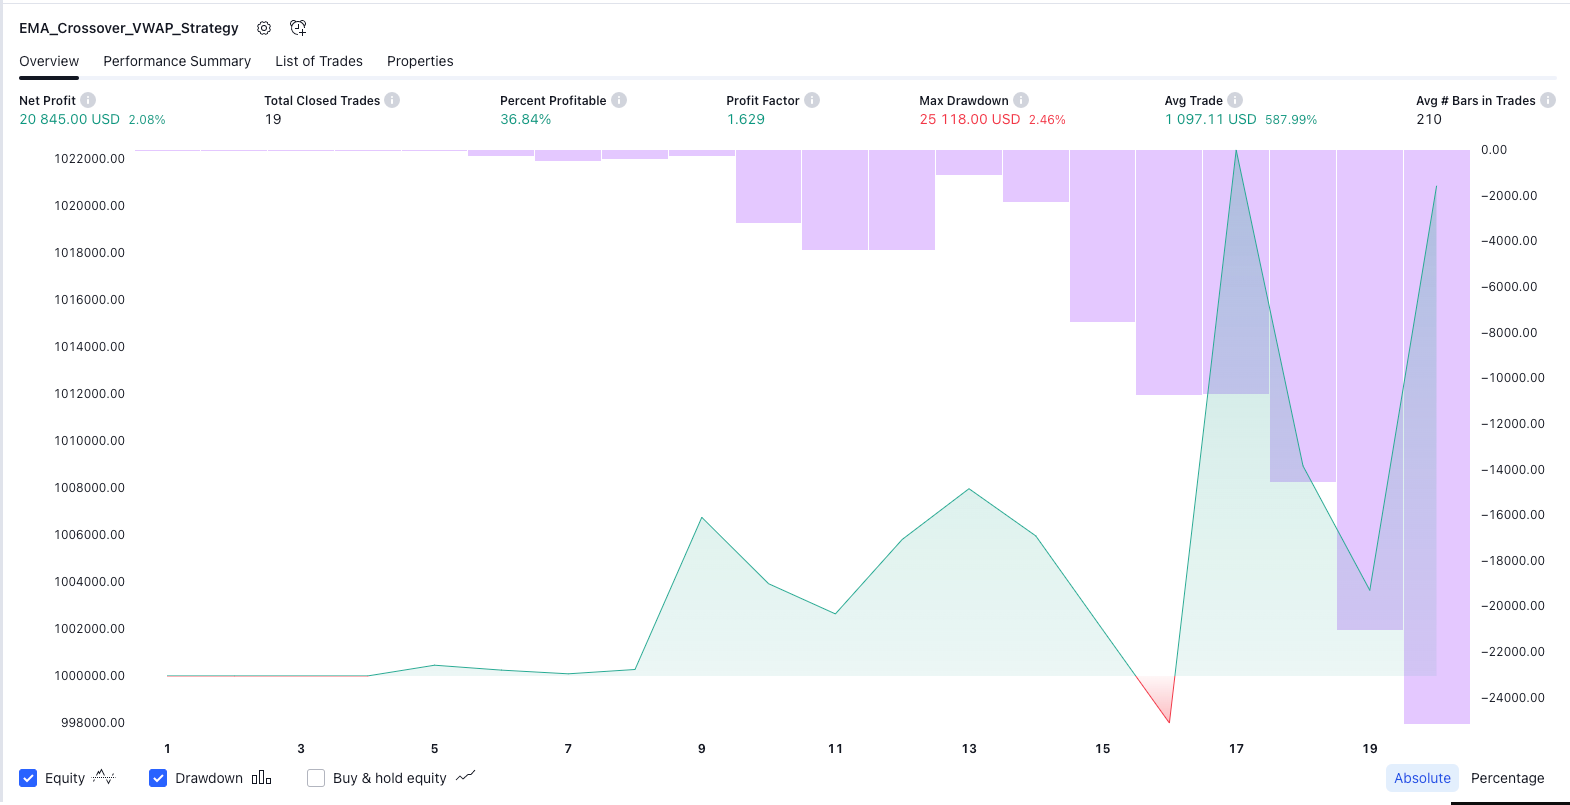 EMA_Crossover_VWAP_Strategy
Overview Performance Summary List of Trades Properties
Net Profit Total Closed Trades Percent Profitable Profit Factor Max Drawdown Avg Trade Avg # Bars in Trades
20 845.00 USD 2.08% 19 36.84% 1.629 25 118.00 USD 2.46% 1 097.11 USD 587.99% 210
1022000.00 0.00
1020000.00 −2000.00
1018000.00 −4000.00
1016000.00 −6000.00
1014000.00 −8000.00
1012000.00 −10000.00
1010000.00 −12000.00
1008000.00 −14000.00
1006000.00 −16000.00
1004000.00 −18000.00
1002000.00 −20000.00
1000000.00 −22000.00
998000.00 −24000.00
1 3 5 7 9 11 13 15 17 19
Equity Drawdown Buy & hold equity Absolute Percentage